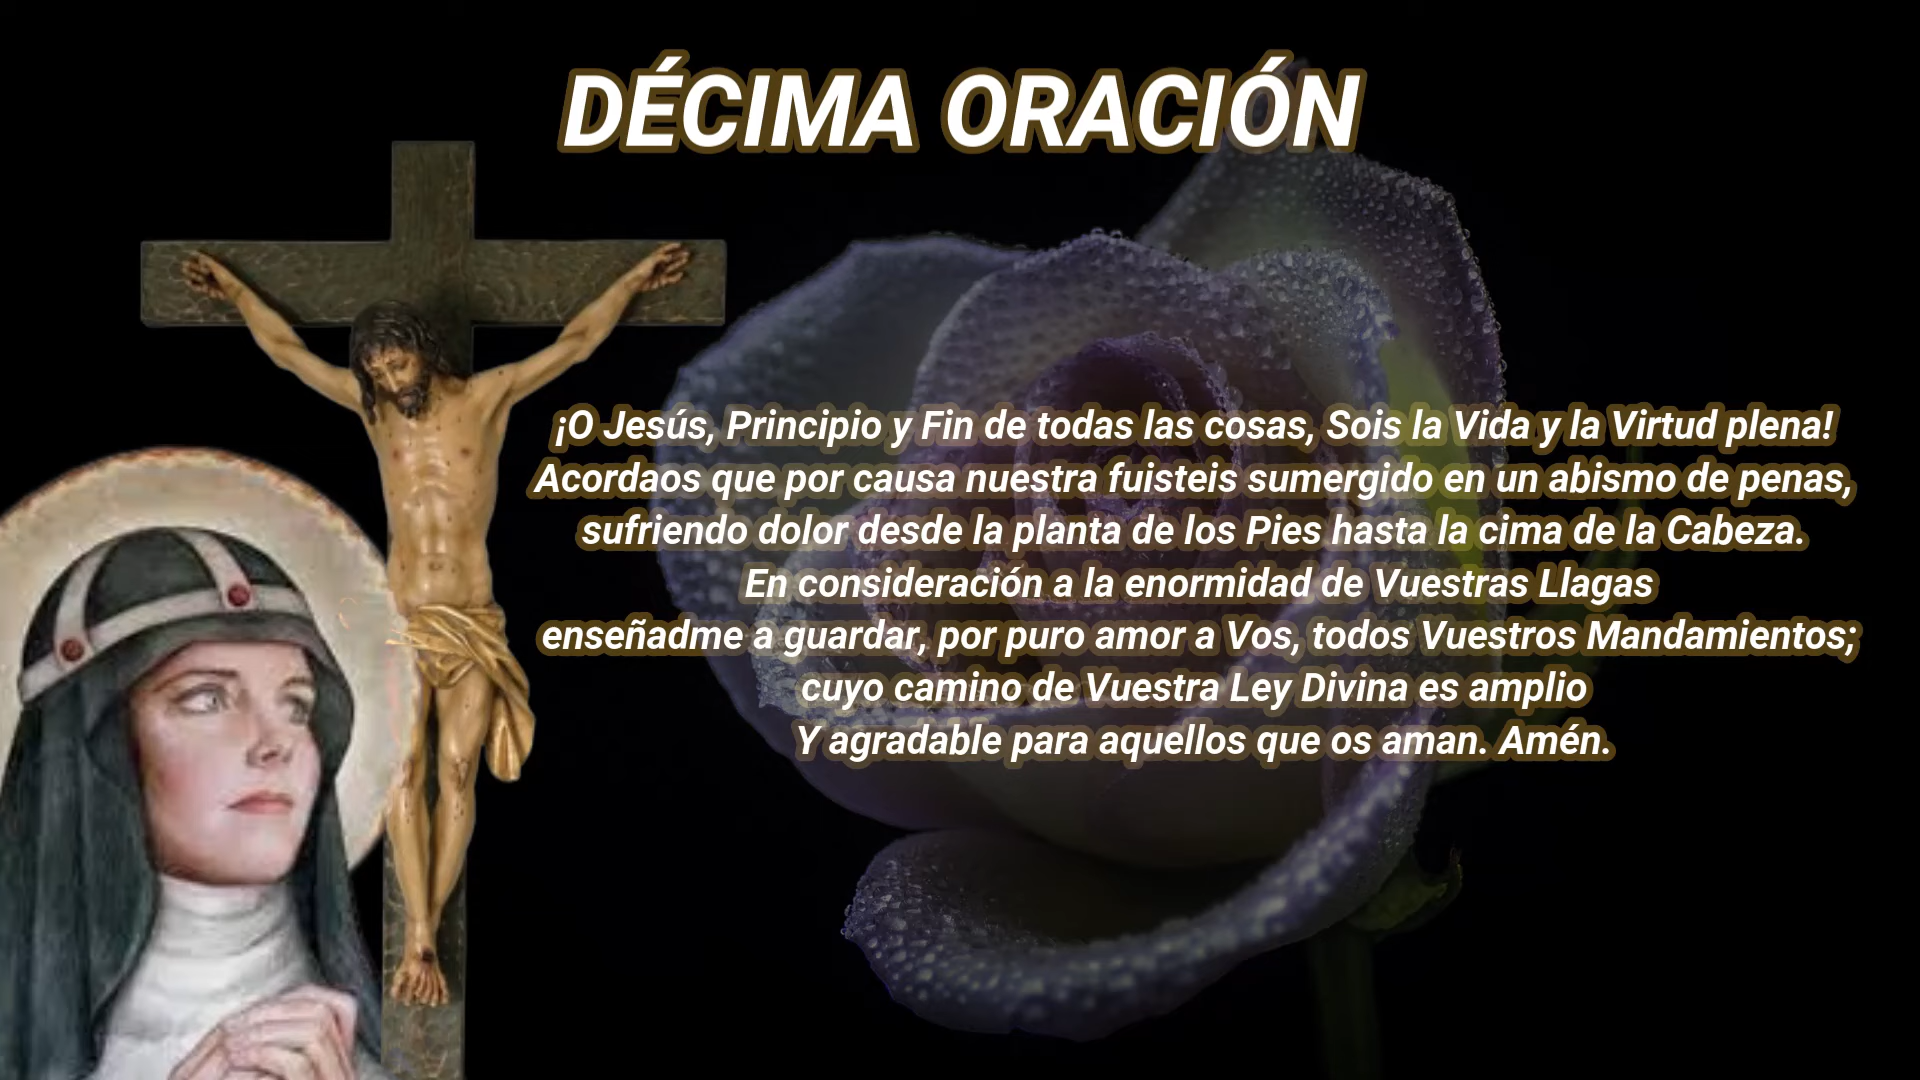 DÉCIMA ORACIÓN
¡O Jesús, Principio y Fin de todas las cosas, Sois la Vida y la Virtud plena!
Acordaos que por causa nuestra fuisteis sumergido en un abismo de penas,
sufriendo dolor desde la planta de los Pies hasta la cima de la Cabeza.
En consideración a la enormidad de Vuestras Llagas
enseñadme a guardar, por puro amor a Vos, todos Vuestros Mandamientos;
cuyo camino de Vuestra Ley Divina es amplio
Y agradable para aquellos que os aman. Amén.